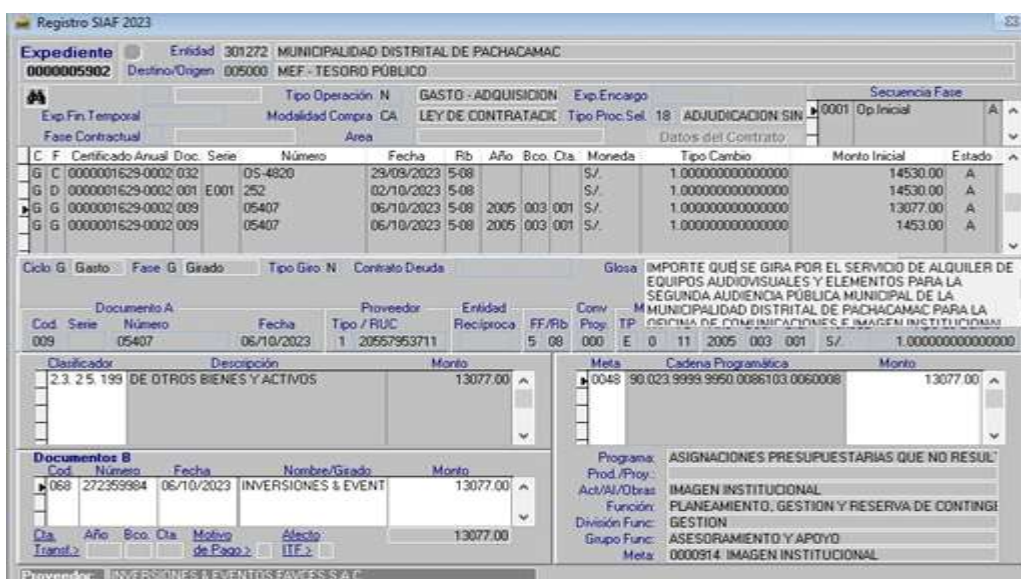 Registro SIAF 2023
Expediente Entidad 301272 MUNICIPALIDAD DISTRITAL DE PACHACAMAC
0000005902 Destino/Origen 005000 MEF - TESORO PÚBLICO
Tipo Operación N GASTO - ADQUISICION Exp.Encargo Secuencia Fase
Exp.Fin.Temporal Modalidad Compra CA LEY DE CONTRATACIC Tipo Proc.Sel. 18 ADJUDICACION SIN 0001 Op.Inicial A
Fase Contractual Area Datos del Contrato
C F Certificado Anual Doc. Serie Número Fecha Rb Año Bco. Cta. Moneda Tipo Cambio Monto Inicial Estado
G C 0000001629-0002 032 OS-4820 29/09/2023 5-08 S/. 1.000000000000000 14530.00 A
G D 0000001629-0002 001 E001 252 02/10/2023 5-08 S/. 1.000000000000000 14530.00 A
G G 0000001629-0002 009 05407 06/10/2023 5-08 2005 003 001 S/. 1.000000000000000 13077.00 A
G G 0000001629-0002 009 05407 06/10/2023 5-08 2005 003 001 S/. 1.000000000000000 1453.00 A
Ciclo G Gasto Fase G Girado Tipo Giro N Contrato Deuda Glosa IMPORTE QUE SE GIRA POR EL SERVICIO DE ALQUILER DE
EQUIPOS AUDIOVISUALES Y ELEMENTOS PARA LA
SEGUNDA AUDIENCIA PÚBLICA MUNICIPAL DE LA
MUNICIPALIDAD DISTRITAL DE PACHACAMAC PARA LA
OFICINA DE COMUNICACIONES E IMAGEN INSTITUCIONAL
Documento A Proveedor Entidad Conv M
Cod. Serie Número Fecha Tipo / RUC Recíproca FF/Rb Proy. TP
009 05407 06/10/2023 1 20557953711 5 08 000 E 0 11 2005 003 001 S/. 1.000000000000000
Clasificador Descripción Monto
2.3. 2 5. 1 99 DE OTROS BIENES Y ACTIVOS 13077.00
Meta Cadena Programática Monto
0048 90.023.9999.9950.0086103.0060008 13077.00
Documentos B
Cod. Número Fecha Nombre/Girado Monto
068 272359984 06/10/2023 INVERSIONES & EVENT 13077.00
Cta. Año Bco. Cta Motivo Afecto 13077.00
Transf.> de Pago > ITF >
Programa: ASIGNACIONES PRESUPUESTARIAS QUE NO RESUL
Prod./Proy.:
Act/AI/Obras: IMAGEN INSTITUCIONAL
Función: PLANEAMIENTO, GESTION Y RESERVA DE CONTINGE
División Func: GESTION
Grupo Func: ASESORAMIENTO Y APOYO
Meta: 0000914 IMAGEN INSTITUCIONAL
Proveedor: INVERSIONES & EVENTOS FAYCES S.A.C.